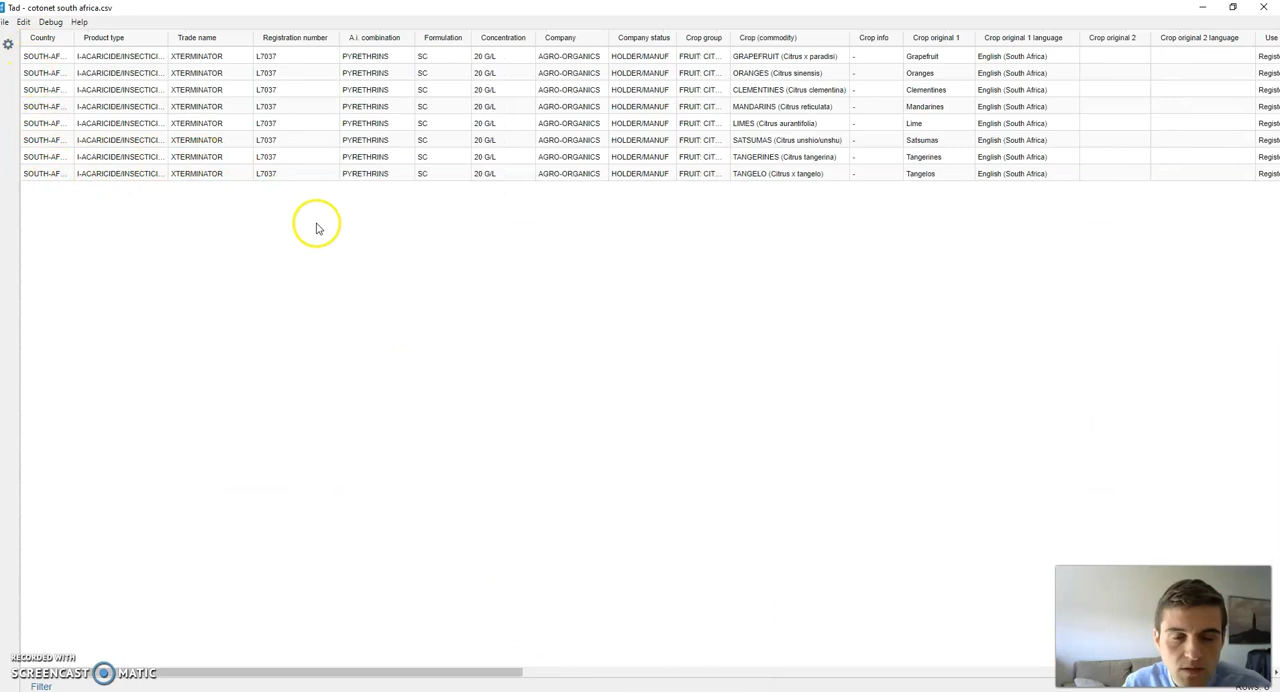 Tad - cotonet south africa.csv
ile Edit Debug Help
Country Product type Trade name Registration number A.i. combination Formulation Concentration Company Company status Crop group Crop (commodity) Crop info Crop original 1 Crop original 1 language Crop original 2 Crop original 2 language Use
SOUTH-AF... I-ACARICIDE/INSECTICI... XTERMINATOR L7037 PYRETHRINS SC 20 G/L AGRO-ORGANICS HOLDER/MANUF FRUIT: CIT... GRAPEFRUIT (Citrus x paradisi) - Grapefruit English (South Africa) Registe
SOUTH-AF... I-ACARICIDE/INSECTICI... XTERMINATOR L7037 PYRETHRINS SC 20 G/L AGRO-ORGANICS HOLDER/MANUF FRUIT: CIT... ORANGES (Citrus sinensis) - Oranges English (South Africa) Registe
SOUTH-AF... I-ACARICIDE/INSECTICI... XTERMINATOR L7037 PYRETHRINS SC 20 G/L AGRO-ORGANICS HOLDER/MANUF FRUIT: CIT... CLEMENTINES (Citrus clementina) - Clementines English (South Africa) Registe
SOUTH-AF... I-ACARICIDE/INSECTICI... XTERMINATOR L7037 PYRETHRINS SC 20 G/L AGRO-ORGANICS HOLDER/MANUF FRUIT: CIT... MANDARINS (Citrus reticulata) - Mandarines English (South Africa) Registe
SOUTH-AF... I-ACARICIDE/INSECTICI... XTERMINATOR L7037 PYRETHRINS SC 20 G/L AGRO-ORGANICS HOLDER/MANUF FRUIT: CIT... LIMES (Citrus aurantifolia) - Lime English (South Africa) Registe
SOUTH-AF... I-ACARICIDE/INSECTICI... XTERMINATOR L7037 PYRETHRINS SC 20 G/L AGRO-ORGANICS HOLDER/MANUF FRUIT: CIT... SATSUMAS (Citrus unshio/unshu) - Satsumas English (South Africa) Registe
SOUTH-AF... I-ACARICIDE/INSECTICI... XTERMINATOR L7037 PYRETHRINS SC 20 G/L AGRO-ORGANICS HOLDER/MANUF FRUIT: CIT... TANGERINES (Citrus tangerina) - Tangerines English (South Africa) Registe
SOUTH-AF... I-ACARICIDE/INSECTICI... XTERMINATOR L7037 PYRETHRINS SC 20 G/L AGRO-ORGANICS HOLDER/MANUF FRUIT: CIT... TANGELO (Citrus x tangelo) - Tangelos English (South Africa) Registe
RECORDED WITH
SCREENCAST MATIC
Filter Rows: